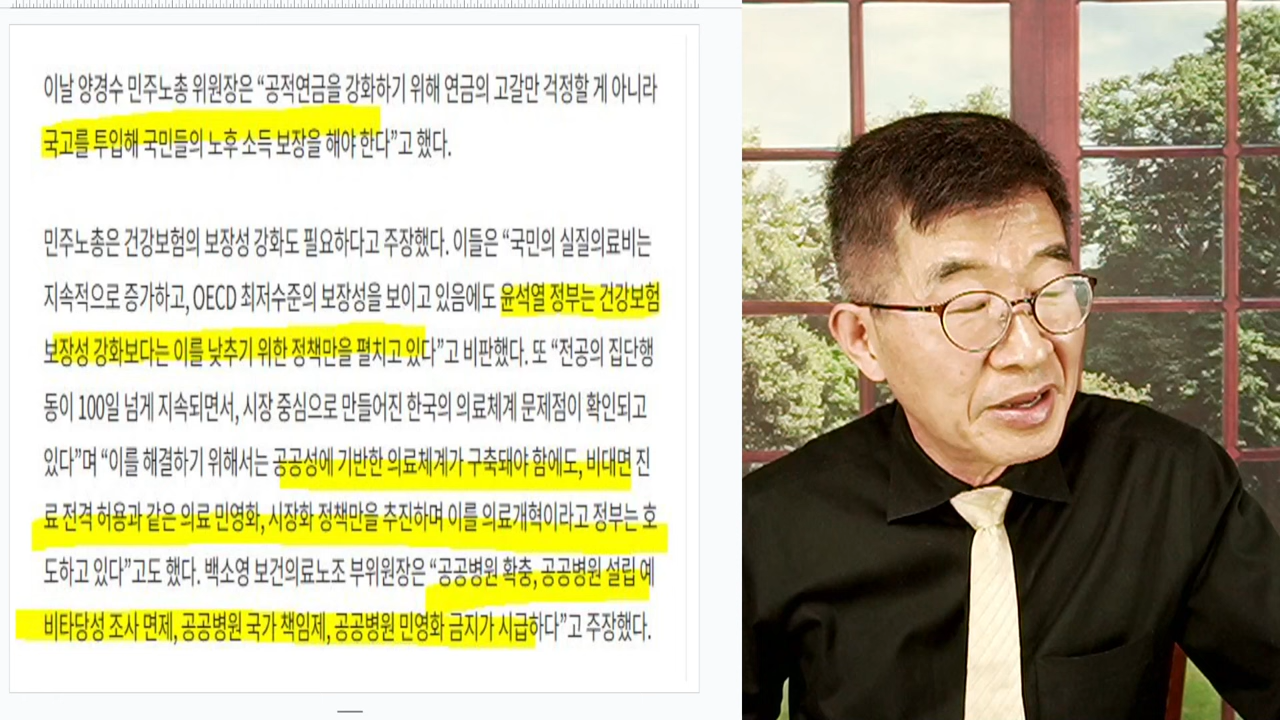 이날 양경수 민주노총 위원장은 “공적연금을 강화하기 위해 연금의 고갈만 걱정할 게 아니라
국고를 투입해 국민들의 노후 소득 보장을 해야 한다”고 했다.
민주노총은 건강보험의 보장성 강화도 필요하다고 주장했다. 이들은 “국민의 실질의료비는
지속적으로 증가하고, OECD 최저수준의 보장성을 보이고 있음에도 윤석열 정부는 건강보험
보장성 강화보다는 이를 낮추기 위한 정책만을 펼치고 있다”고 비판했다. 또 “전공의 집단행
동이 100일 넘게 지속되면서, 시장 중심으로 만들어진 한국의 의료체계 문제점이 확인되고
있다”며 “이를 해결하기 위해서는 공공성에 기반한 의료체계가 구축돼야 함에도, 비대면 진
료 전격 허용과 같은 의료 민영화, 시장화 정책만을 추진하며 이를 의료개혁이라고 정부는 호
도하고 있다”고도 했다. 백소영 보건의료노조 부위원장은 “공공병원 확충, 공공병원 설립 예
비타당성 조사 면제, 공공병원 국가 책임제, 공공병원 민영화 금지가 시급하다”고 주장했다.